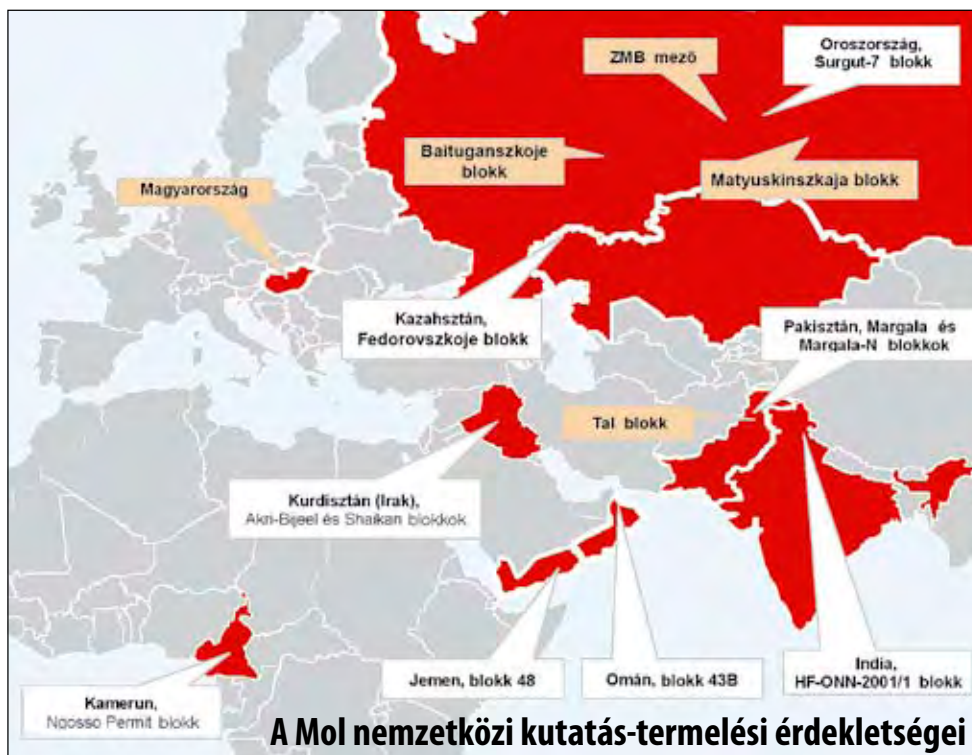 ZMB mező
Oroszország,
Surgut-7 blokk
Baituganszkoje
blokk
Matyuskinszkaja blokk
Magyarország
Kazahsztán,
Fedorovszkoje blokk
Pakisztán, Margala és
Margala-N blokkok
Tal blokk
Kurdisztán (Irak),
Akri-Bijeel és Shaikan blokkok
Jemen, blokk 48
Omán, blokk 43B
India,
HF-ONN-2001/1 blokk
Kamerun,
Ngosso Permit blokk
A Mol nemzetközi kutatás-termelési érdekletségei